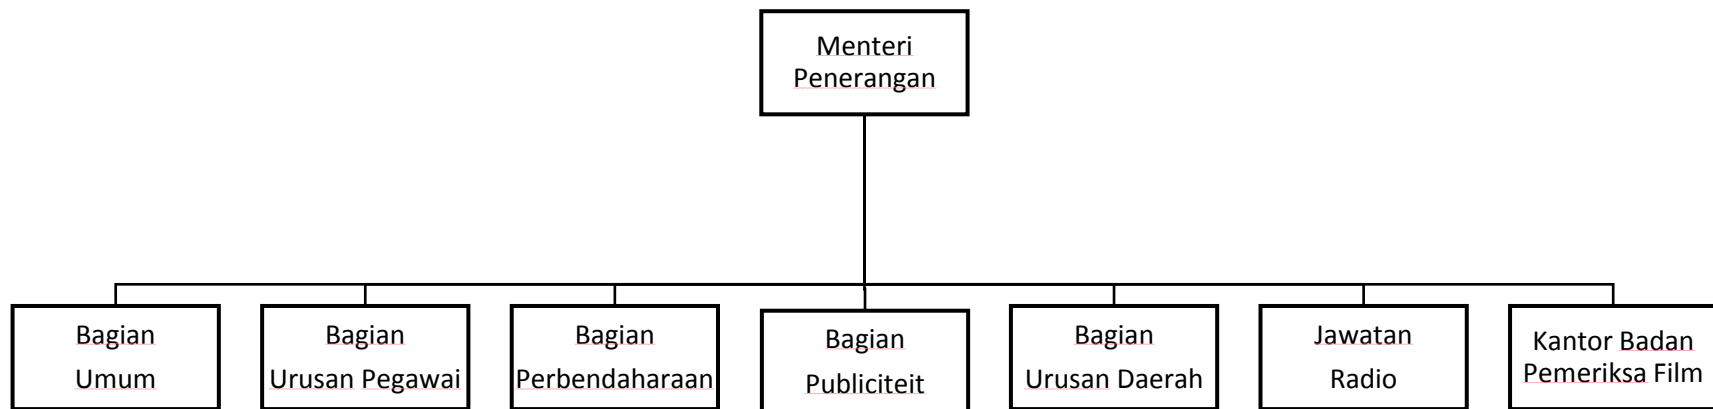 Menteri
Penerangan
Bagian
Umum
Bagian
Urusan Pegawai
Bagian
Perbendaharaan
Bagian
Publiciteit
Bagian
Urusan Daerah
Jawatan
Radio
Kantor Badan
Pemeriksa Film